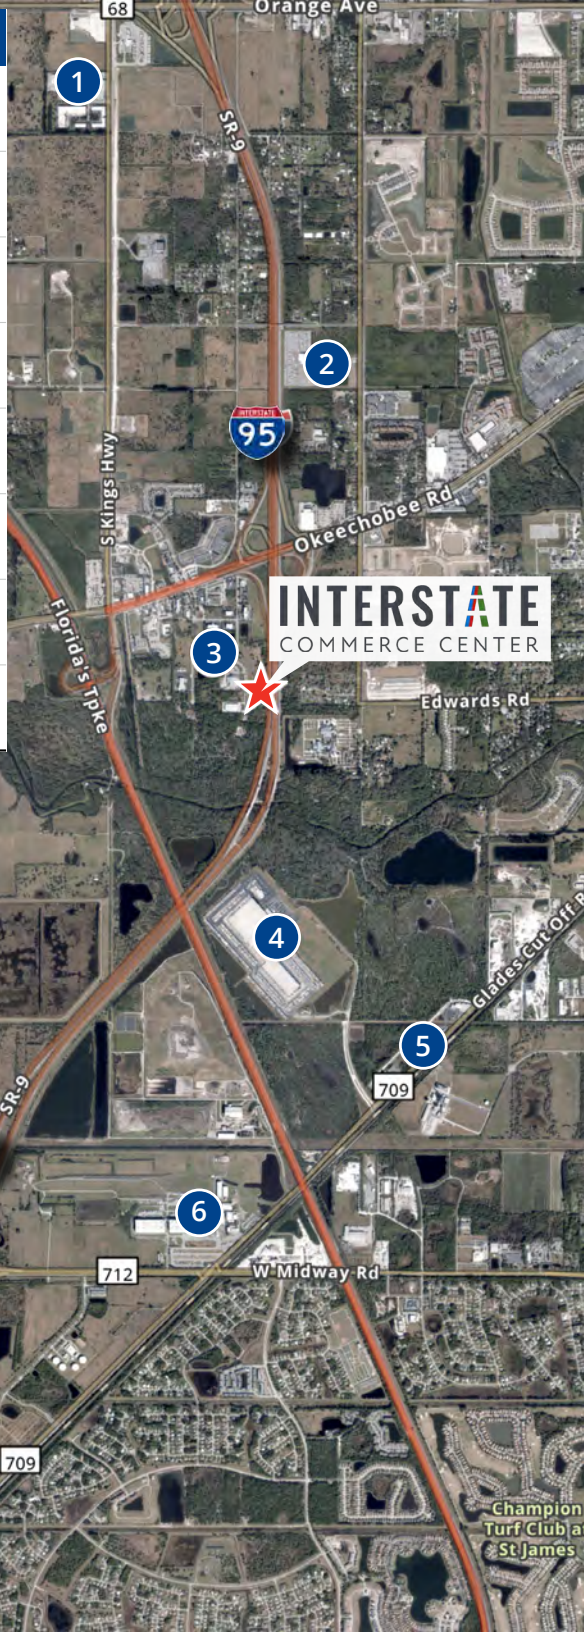 68
Orange Ave
1
SR-9
2
INTERSTATE
95
S Kings Hwy
Okeechobee Rd
INTERSTATE
COMMERCE CENTER
Florida's Tpke
3
Edwards Rd
4
Glades Cut Off R
5
709
SR-9
6
712
W Midway Rd
709
Champion
Turf Club a
St James